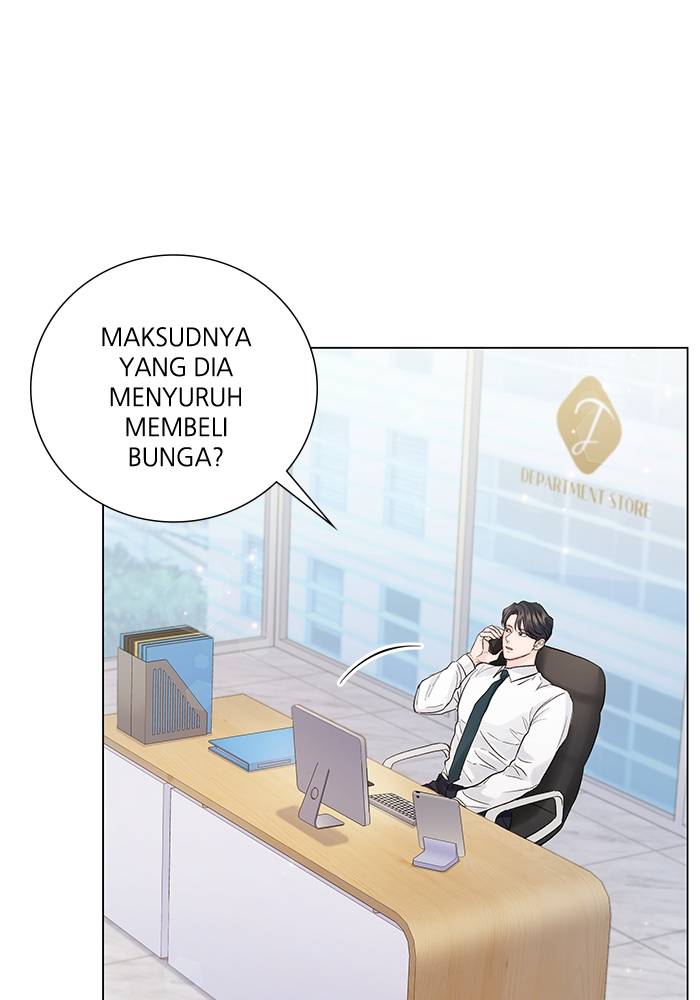 MAKSUDNYA
YANG DIA
MENYURUH
MEMBELI
BUNGA?
DEPARTMENT STORE